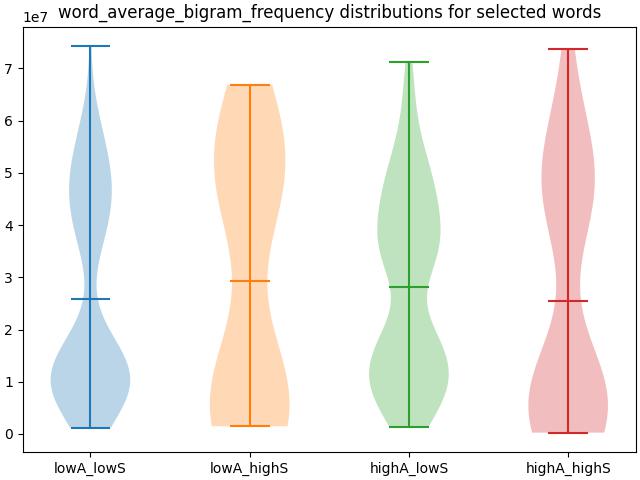 word_average_bigram_frequency distributions for selected words
1e7
7
6
5
4
3
2
1
0
lowA_lowS lowA_highS highA_lowS highA_highS